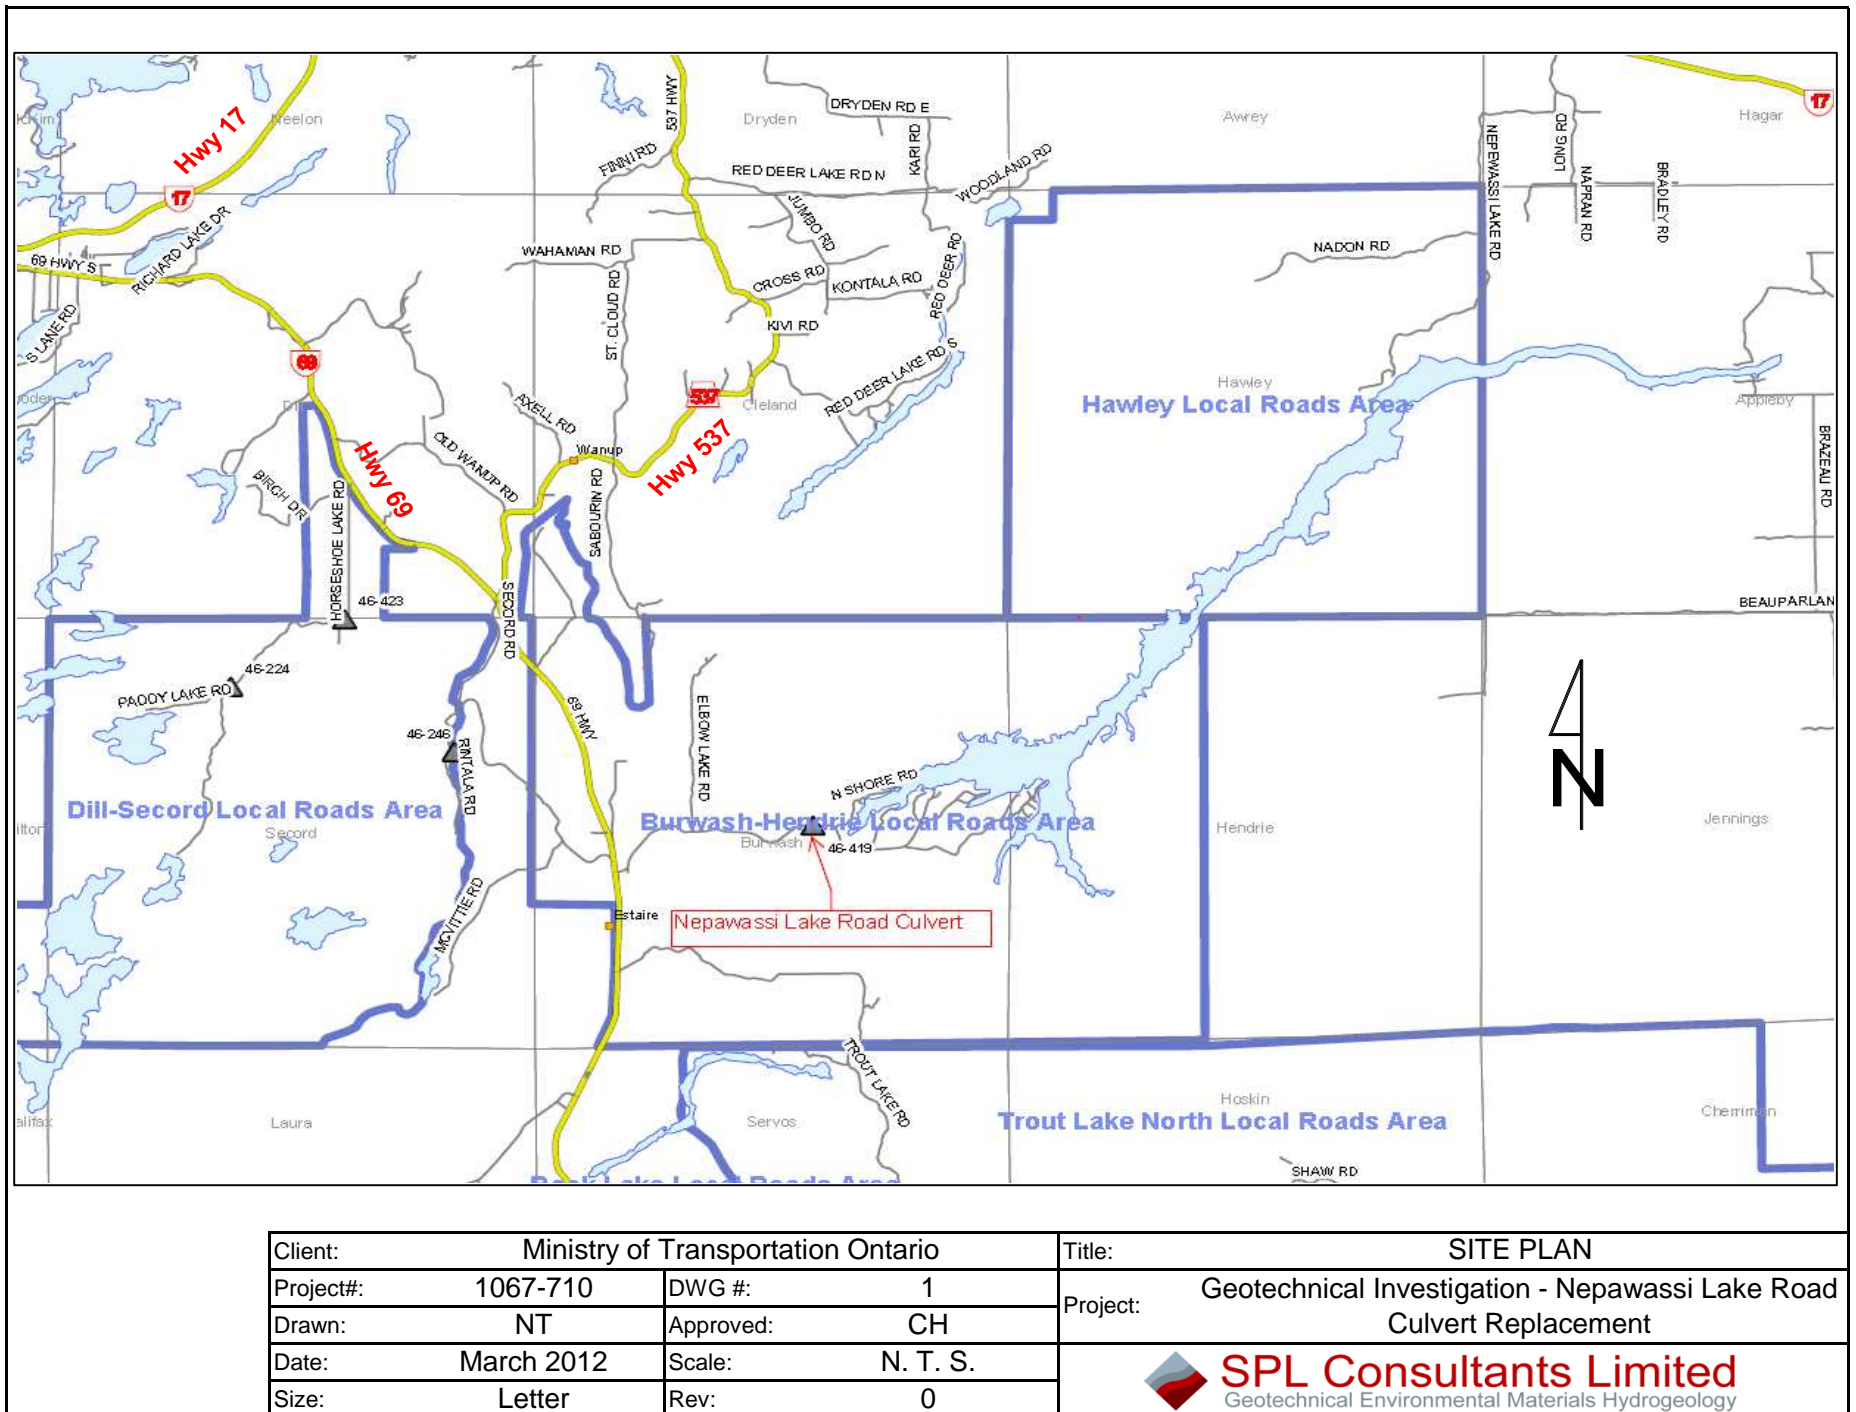 Neelon
Dryden
Awrey
Hagar
Hwy 17
17
17
537 HWY
DRYDEN RD E
KARI RD
FINNI RD
RED DEER LAKE RD N
WOODLAND RD
NEPEWASSI LAKE RD
LONG RD
NAPRAN RD
BRADLEY RD
RICHARD LAKE DR
69 HWY S
WAHAMAN RD
JUMBO RD
NADON RD
CROSS RD
KONTALA RD
RED DEER RD
ST. CLOUD RD
S LANE RD
KIVI RD
RED DEER LAKE RD S
69
537
Cleland
Hawley
Hawley Local Roads Area
Appleby
AXELL RD
OLD WANUP RD
Wanup
Hwy 537
Hwy 69
BIRCH DR
HORSESHOE LAKE RD
SABOURIN RD
BRAZEAU RD
SECORD RD
46-423
BEAUPARLAN
46-224
PADDY LAKE RD
46-246
RINTALA RD
69 HWY
ELBOW LAKE RD
N SHORE RD
N
Dill-Secord Local Roads Area
Secord
Burwash-Hendrie Local Roads Area
Burwash
46-419
Hendrie
Jennings
MCVITTIE RD
Estaire
Nepawassi Lake Road Culvert
TROUT LAKE RD
Laura
Servos
Hoskin
Trout Lake North Local Roads Area
Cherriman
SHAW RD
Client: Ministry of Transportation Ontario
Title: SITE PLAN
Project#: 1067-710 DWG #: 1
Project: Geotechnical Investigation - Nepawassi Lake Road
Culvert Replacement
Drawn: NT Approved: CH
Date: March 2012 Scale: N. T. S.
Size: Letter Rev: 0
SPL Consultants Limited
Geotechnical Environmental Materials Hydrogeology